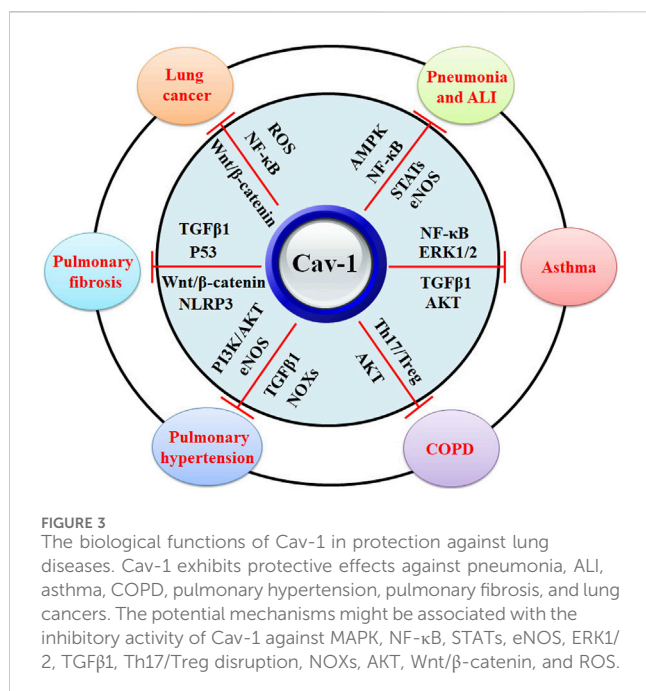 Lung
cancer
Pneumonia
and ALI
ROS
NF-κB
Wnt/β-catenin
AMPK
NF-κB
STATs
eNOS
TGFβ1
P53
Cav-1
NF-κB
ERK1/2
Pulmonary
fibrosis
Asthma
Wnt/β-catenin
NLRP3
TGFβ1
AKT
PI3K/AKT
eNOS
TGFβ1
NOXs
Th17/Treg
AKT
Pulmonary
hypertension
COPD
FIGURE 3
The biological functions of Cav-1 in protection against lung
diseases. Cav-1 exhibits protective effects against pneumonia, ALI,
asthma, COPD, pulmonary hypertension, pulmonary fibrosis, and lung
cancers. The potential mechanisms might be associated with the
inhibitory activity of Cav-1 against MAPK, NF-κB, STATs, eNOS, ERK1/
2, TGFβ1, Th17/Treg disruption, NOXs, AKT, Wnt/β-catenin, and ROS.